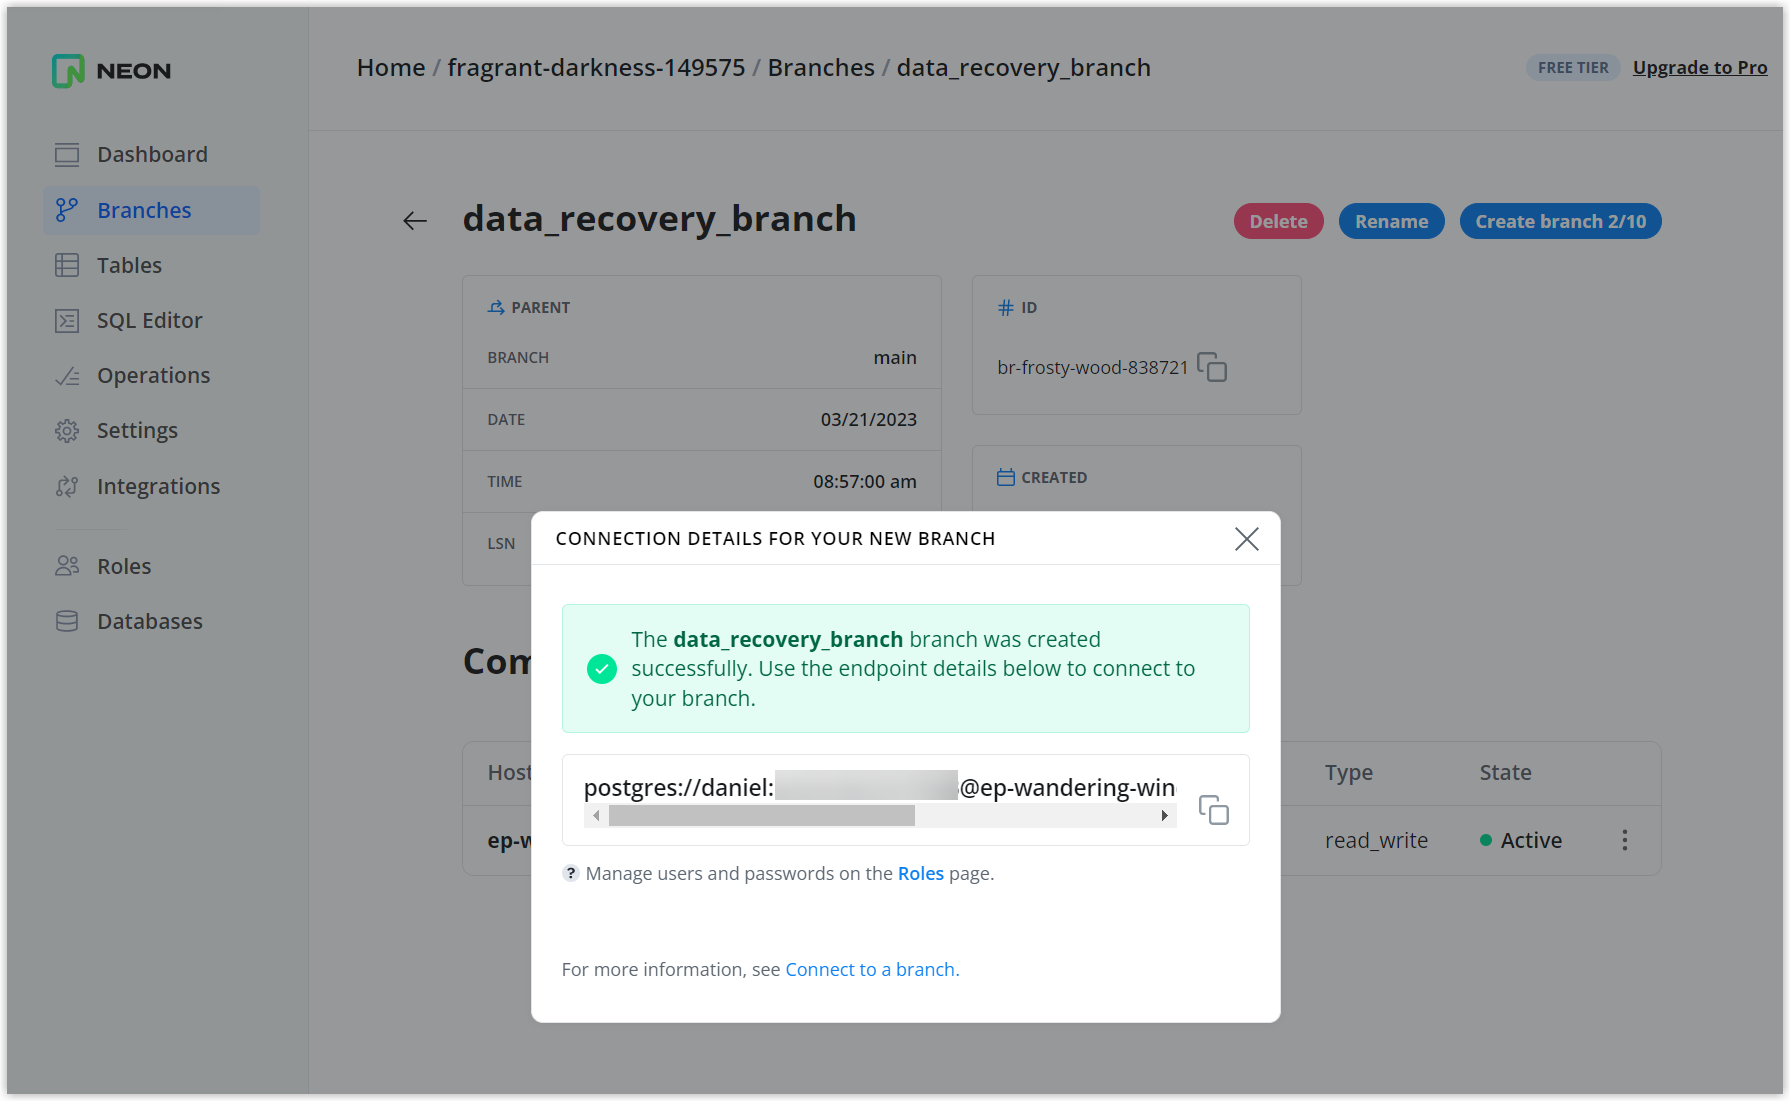 NEON
Home / fragrant-darkness-149575 / Branches / data_recovery_branch
FREE TIER
Upgrade to Pro
Dashboard
Branches
Tables
SQL Editor
Operations
Settings
Integrations
Roles
Databases
data_recovery_branch
Delete
Rename
Create branch 2/10
PARENT
BRANCH
main
DATE
03/21/2023
TIME
08:57:00 am
LSN
# ID
br-frosty-wood-838721
CREATED
CONNECTION DETAILS FOR YOUR NEW BRANCH
The data_recovery_branch branch was created
successfully. Use the endpoint details below to connect to
your branch.
postgres://daniel:
@ep-wandering-win
? Manage users and passwords on the Roles page.
For more information, see Connect to a branch.
Com
Host
Type
State
ep-w
read_write
Active